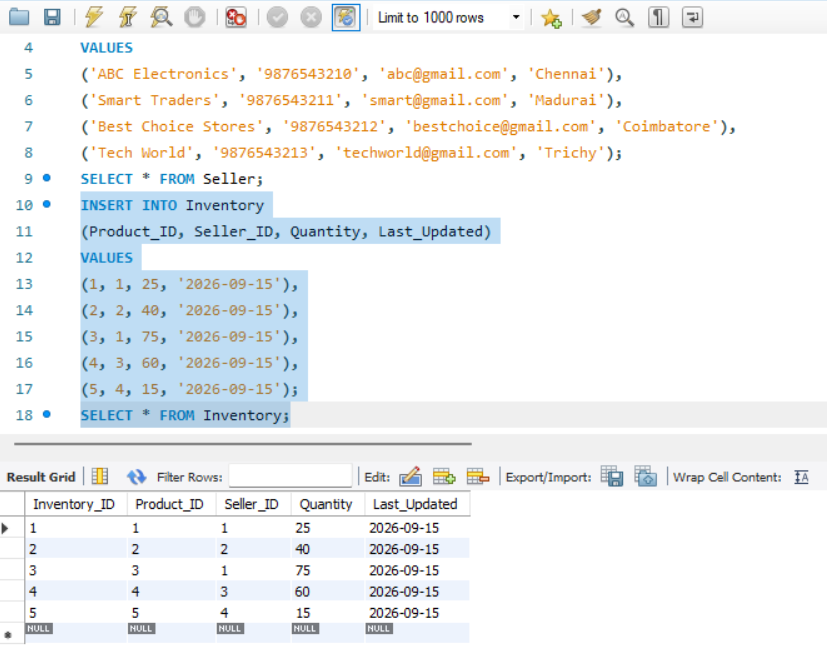 Limit to 1000 rows
4 VALUES
5 ('ABC Electronics', '9876543210', 'abc@gmail.com', 'Chennai'),
6 ('Smart Traders', '9876543211', 'smart@gmail.com', 'Madurai'),
7 ('Best Choice Stores', '9876543212', 'bestchoice@gmail.com', 'Coimbatore'),
8 ('Tech World', '9876543213', 'techworld@gmail.com', 'Trichy');
9 SELECT * FROM Seller;
10 INSERT INTO Inventory
11 (Product_ID, Seller_ID, Quantity, Last_Updated)
12 VALUES
13 (1, 1, 25, '2026-09-15'),
14 (2, 2, 40, '2026-09-15'),
15 (3, 1, 75, '2026-09-15'),
16 (4, 3, 60, '2026-09-15'),
17 (5, 4, 15, '2026-09-15');
18 SELECT * FROM Inventory;
Result Grid Filter Rows: Edit: Export/Import: Wrap Cell Content: IA
Inventory_ID Product_ID Seller_ID Quantity Last_Updated
1 1 1 25 2026-09-15
2 2 2 40 2026-09-15
3 3 1 75 2026-09-15
4 4 3 60 2026-09-15
5 5 4 15 2026-09-15
NULL NULL NULL NULL NULL